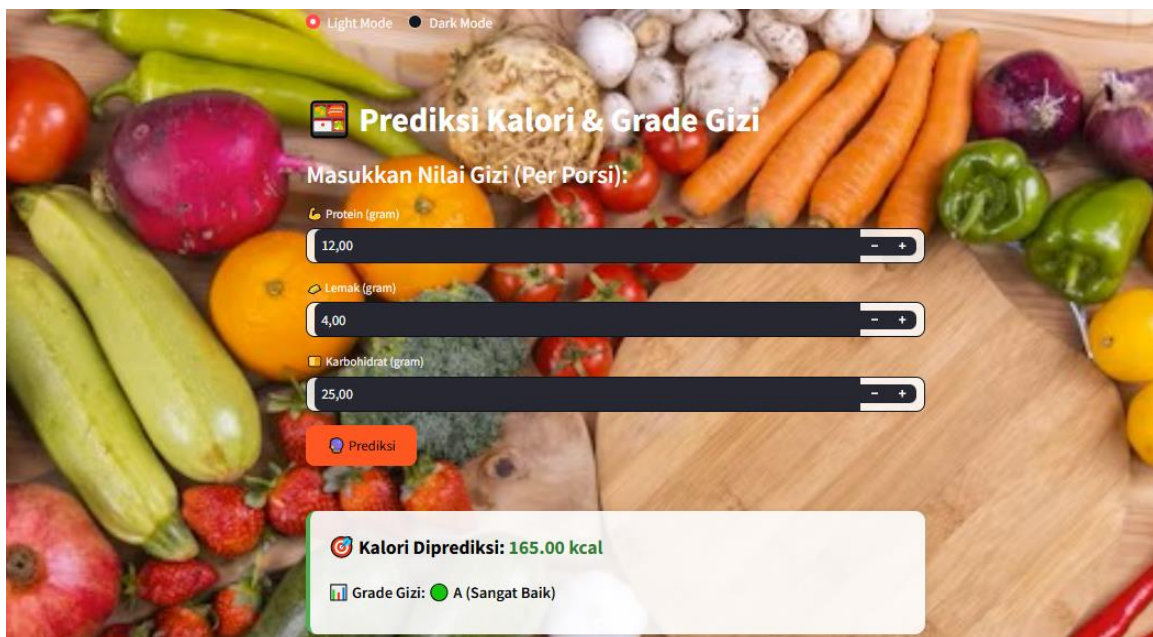 Light Mode Dark Mode
Prediksi Kalori & Grade Gizi
Masukkan Nilai Gizi (Per Porsi):
Protein (gram)
12,00 − +
Lemak (gram)
4,00 − +
Karbohidrat (gram)
25,00 − +
Prediksi
Kalori Diprediksi: 165.00 kcal
Grade Gizi: A (Sangat Baik)